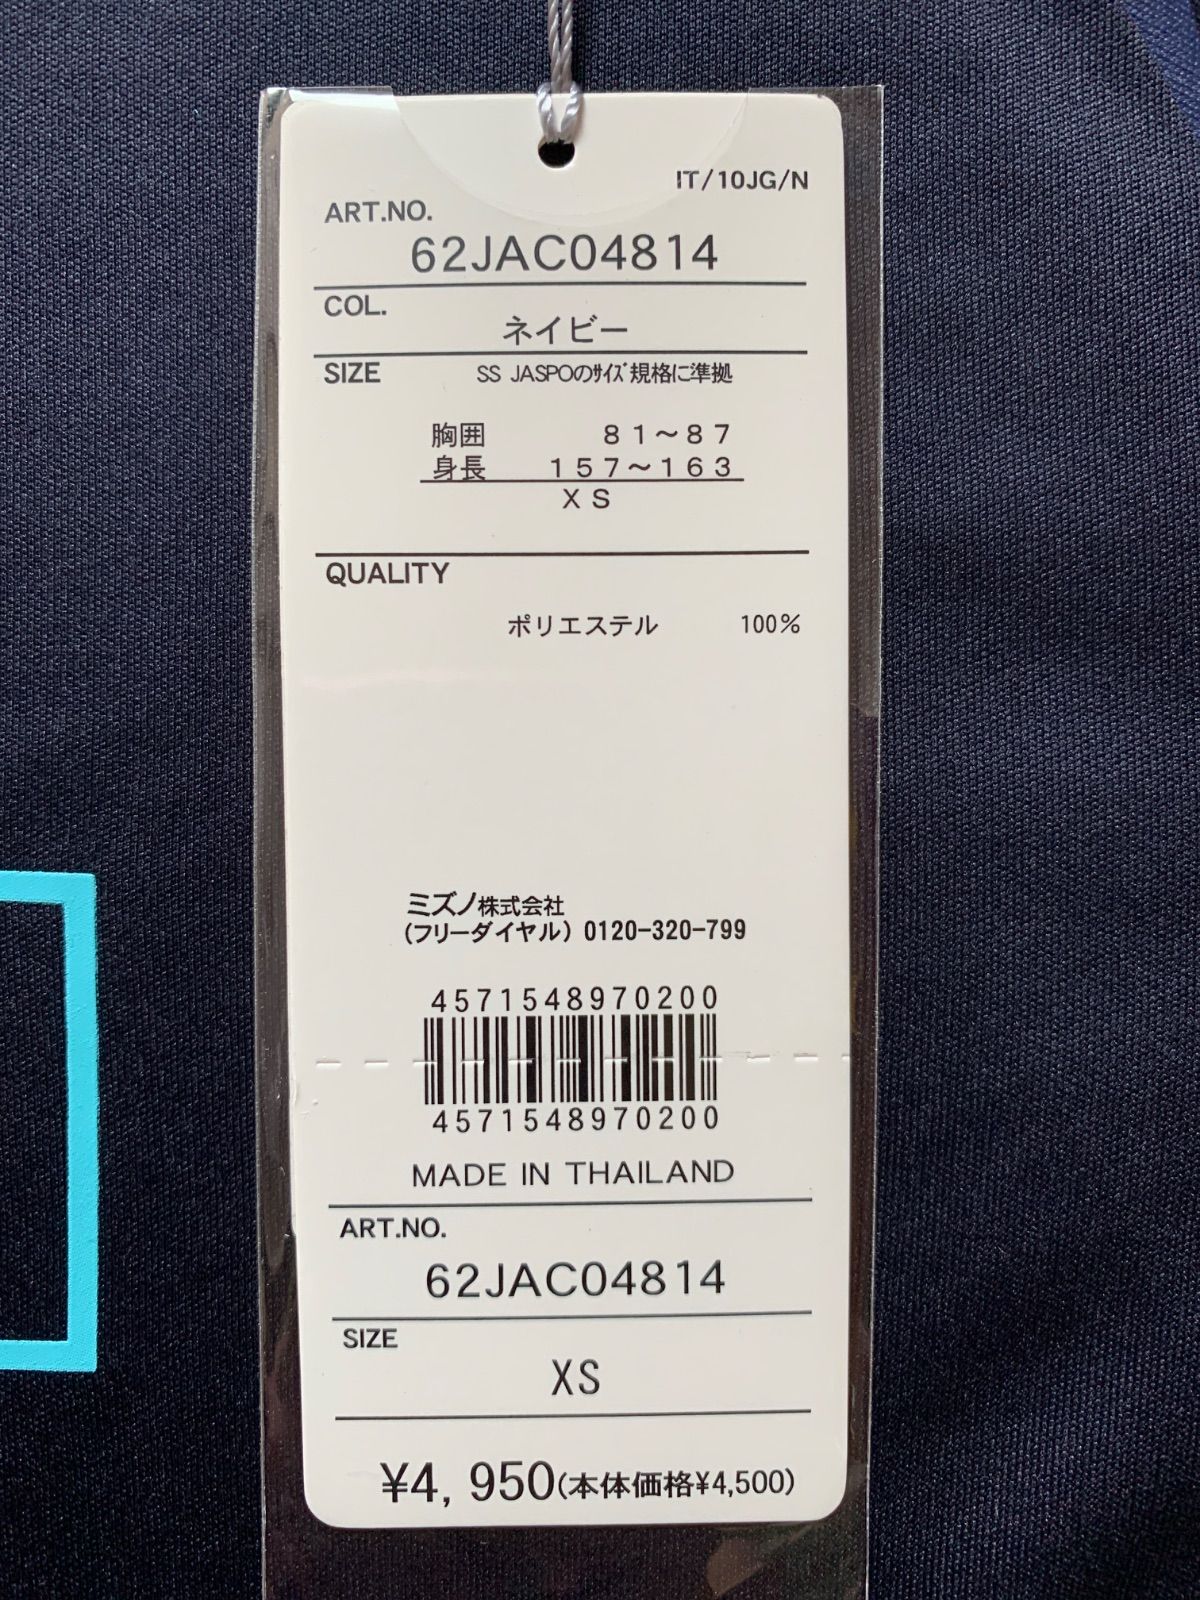 IT/10JG/N
ART.NO.
62JAC04814
COL.
ネイビー
SIZE SS JASPOのｻｲｽﾞ規格に準拠
胸囲 ８１～８７
身長 １５７～１６３
ＸＳ
QUALITY
ポリエステル 100%
ミズノ株式会社
(フリーダイヤル) 0120-320-799
4571548970200
4571548970200
MADE IN THAILAND
ART.NO.
62JAC04814
SIZE
XS
¥4, 950(本体価格¥4,500)